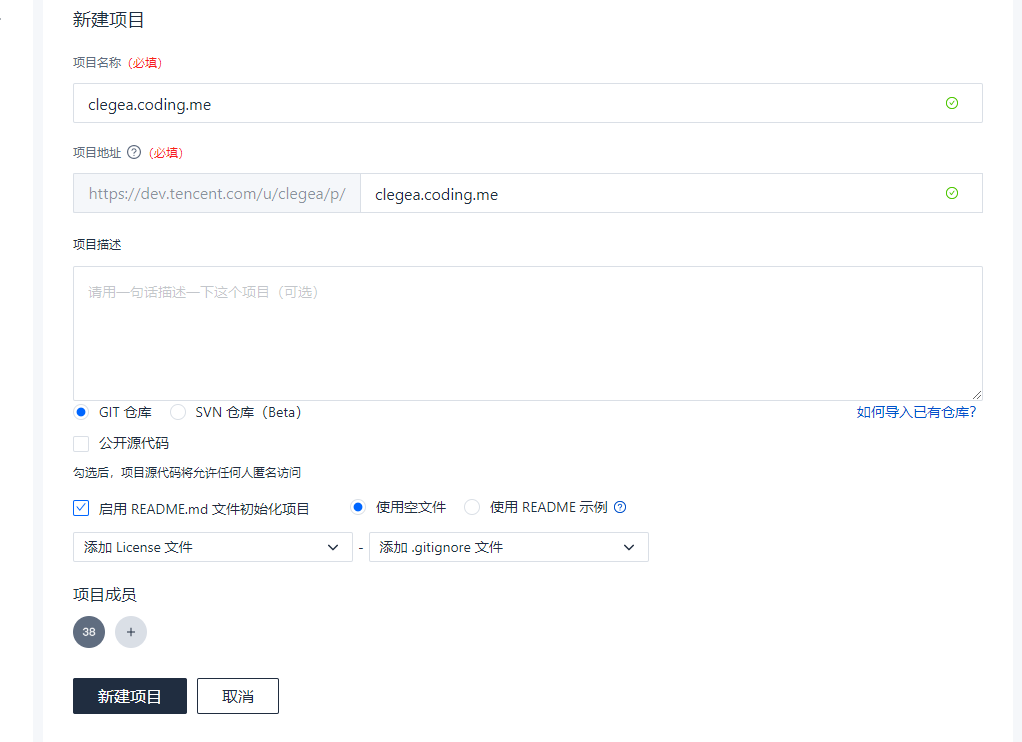 新建项目
项目名称 (必填)
clegea.coding.me
项目地址 ? (必填)
https://dev.tencent.com/u/clegea/p/ clegea.coding.me
项目描述
请用一句话描述一下这个项目（可选）
GIT 仓库 SVN 仓库（Beta） 如何导入已有仓库?
公开源代码
勾选后，项目源代码将允许任何人匿名访问
启用 README.md 文件初始化项目 使用空文件 使用 README 示例 ?
添加 License 文件 - 添加 .gitignore 文件
项目成员
38 +
新建项目 取消